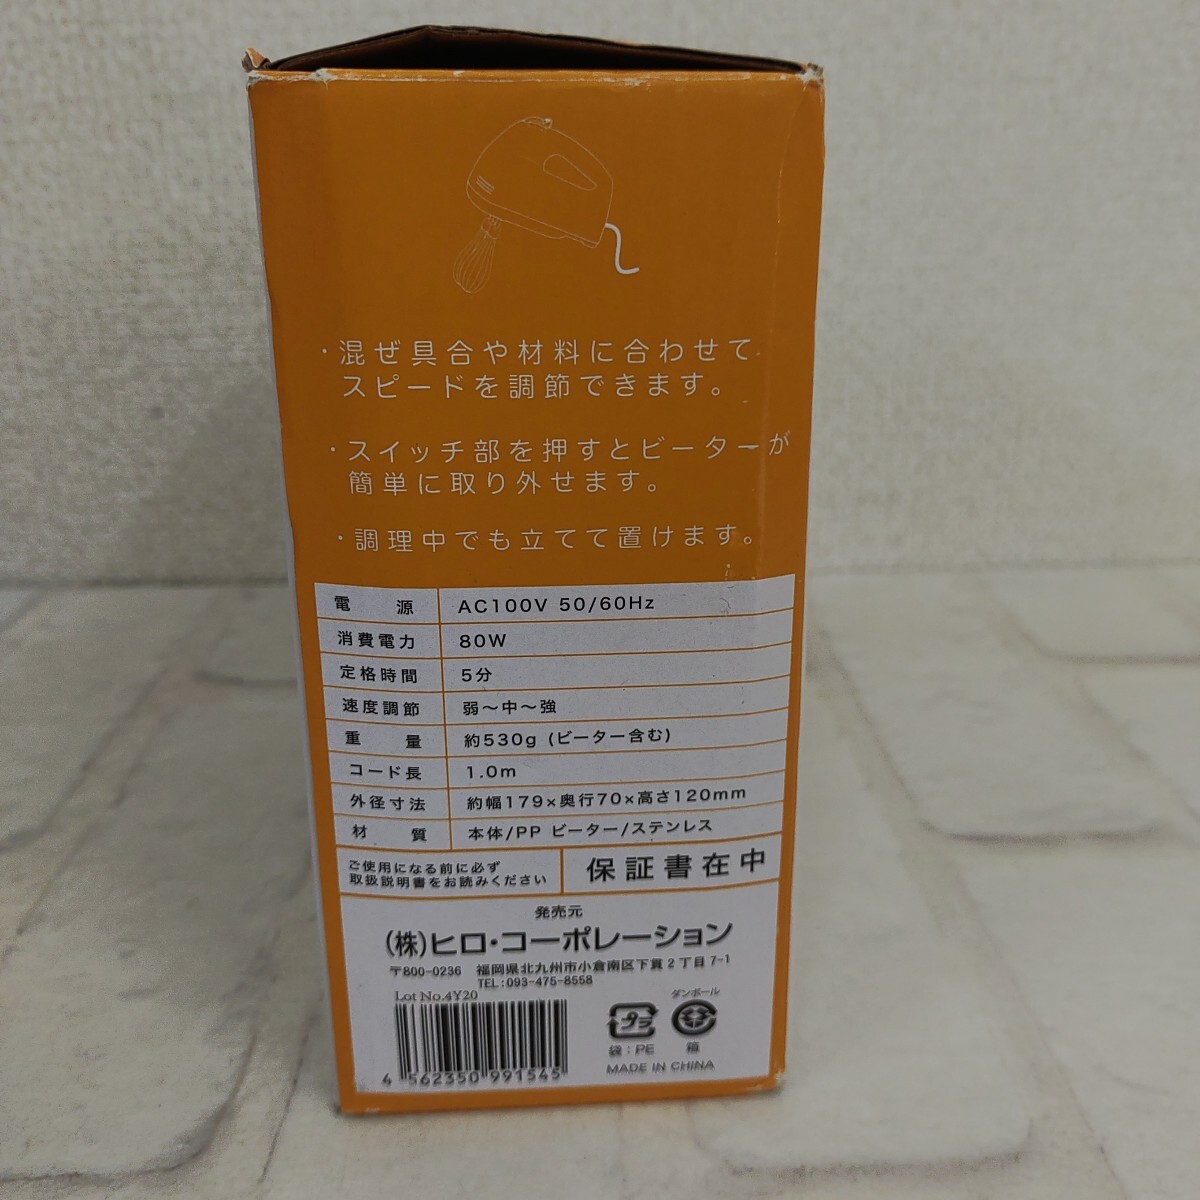 ・混ぜ具合や材料に合わせて
スピードを調節できます。
・スイッチ部を押すとビーターが
簡単に取り外せます。
・調理中でも立てて置けます。
電源 AC100V 50/60Hz
消費電力 80W
定格時間 5分
速度調節 弱～中～強
重量 約530g (ビーター含む)
コード長 1.0m
外径寸法 約幅179×奥行70×高さ120mm
材質 本体/PP ビーター/ステンレス
ご使用になる前に必ず
取扱説明書をお読みください
保証書在中
発売元
(株)ヒロ・コーポレーション
〒800-0236 福岡県北九州市小倉南区下貫2丁目7-1
TEL:093-475-8558
Lot No.4Y20
4 562350 991545
プラ
袋:PE
ダンボール
箱
MADE IN CHINA